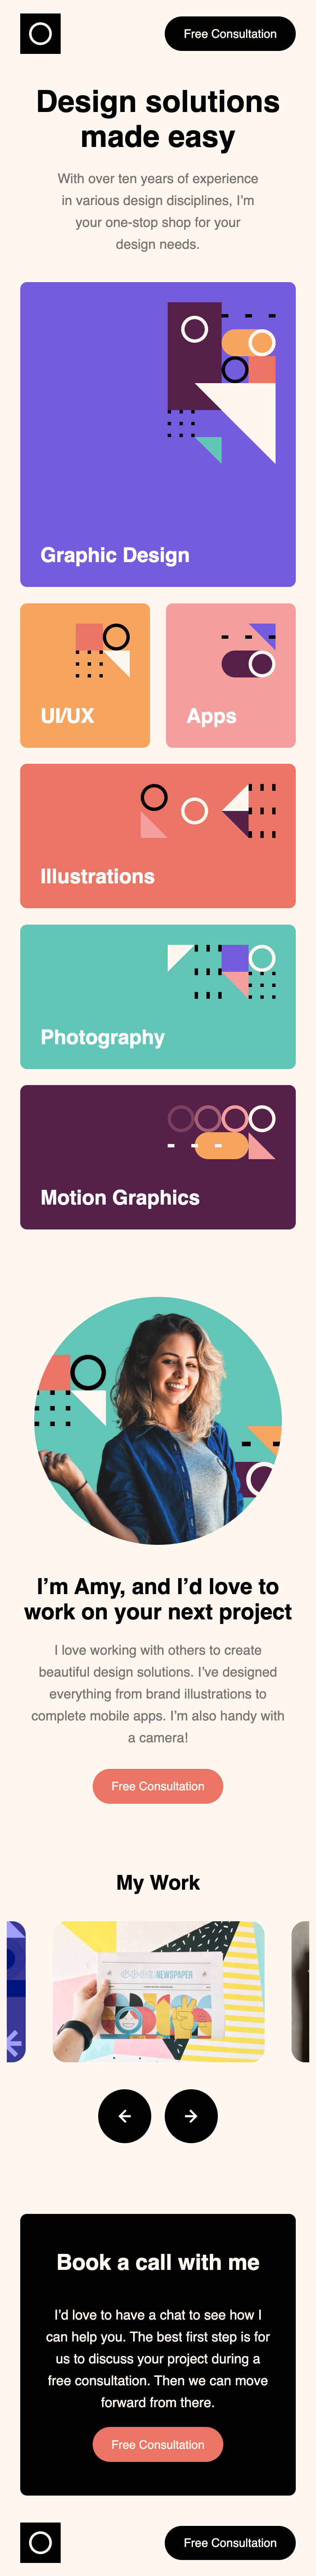 Free Consultation
Design solutions
made easy
With over ten years of experience
in various design disciplines, I’m
your one-stop shop for your
design needs.
Graphic Design
UI/UX
Apps
Illustrations
Photography
Motion Graphics
I’m Amy, and I’d love to
work on your next project
I love working with others to create
beautiful design solutions. I’ve designed
everything from brand illustrations to
complete mobile apps. I’m also handy with
a camera!
Free Consultation
My Work
GOOD NEWSPAPER
Book a call with me
I’d love to have a chat to see how I
can help you. The best first step is for
us to discuss your project during a
free consultation. Then we can move
forward from there.
Free Consultation
Free Consultation